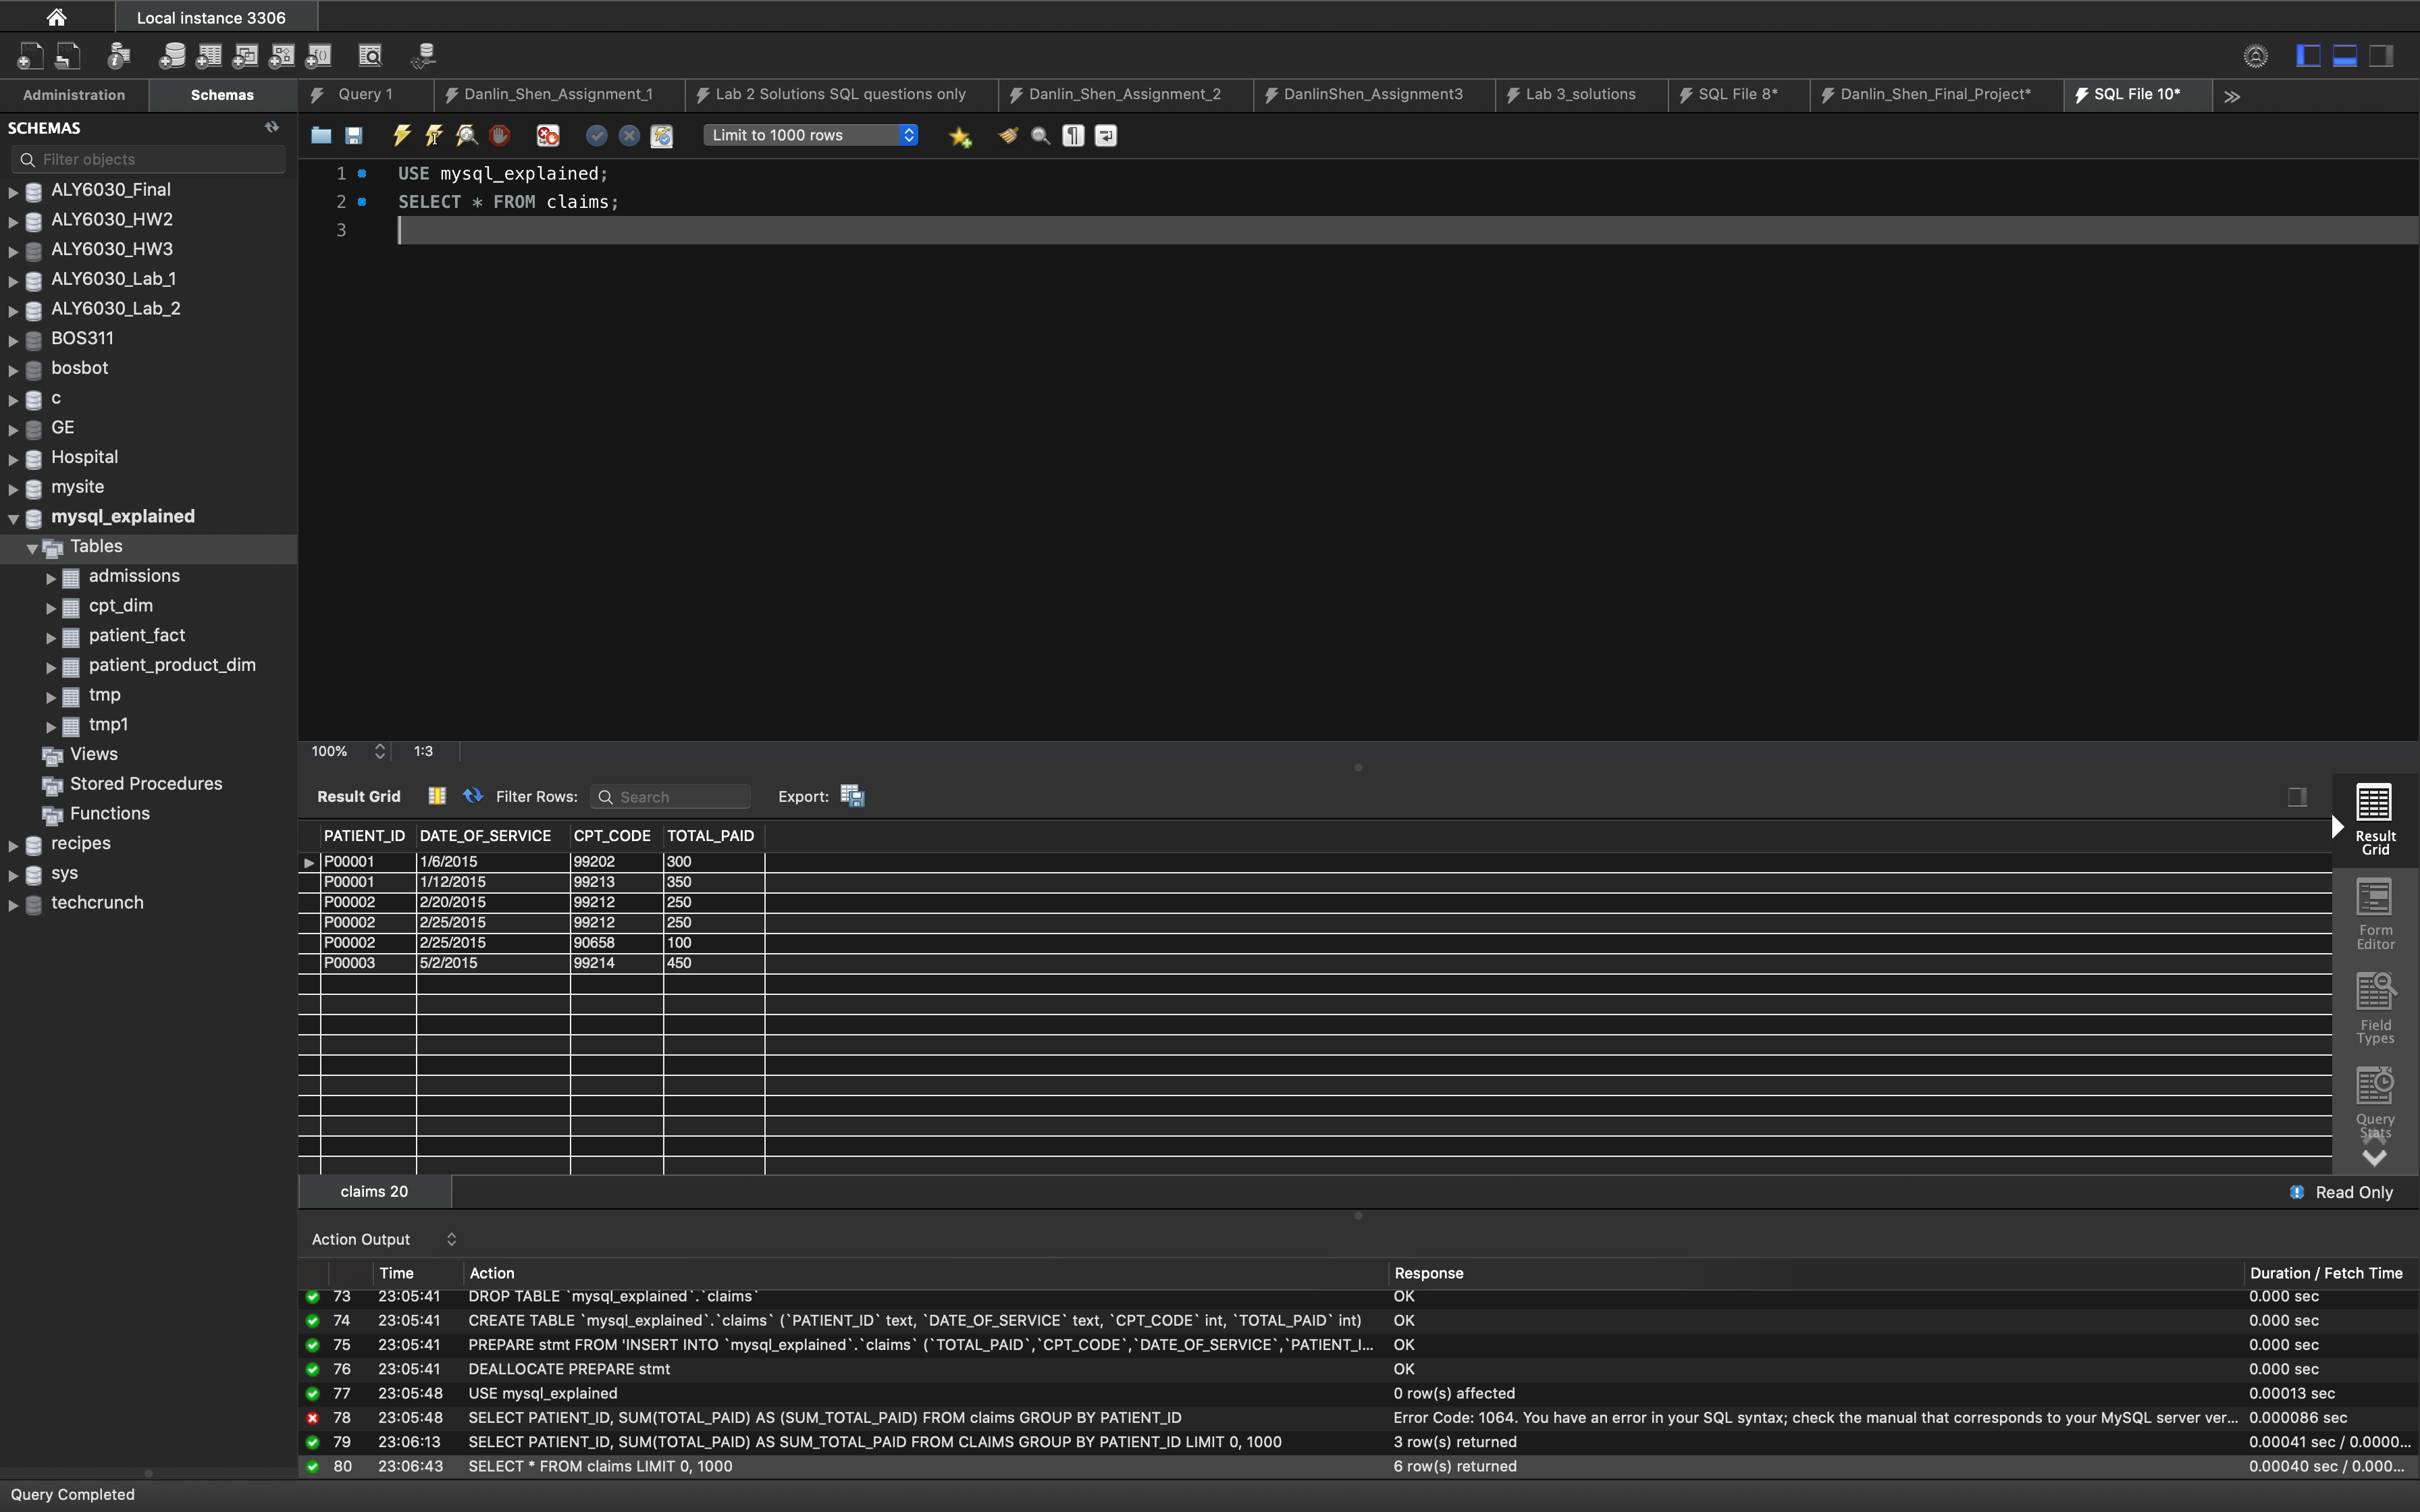 Local instance 3306
Administration Schemas
Query 1 Danlin_Shen_Assignment_1 Lab 2 Solutions SQL questions only Danlin_Shen_Assignment_2 DanlinShen_Assignment3 Lab 3_solutions SQL File 8* Danlin_Shen_Final_Project* SQL File 10*
SCHEMAS
Filter objects
ALY6030_Final
ALY6030_HW2
ALY6030_HW3
ALY6030_Lab_1
ALY6030_Lab_2
BOS311
bosbot
c
GE
Hospital
mysite
mysql_explained
Tables
admissions
cpt_dim
patient_fact
patient_product_dim
tmp
tmp1
Views
Stored Procedures
Functions
recipes
sys
techcrunch
Limit to 1000 rows
1 USE mysql_explained;
2 SELECT * FROM claims;
3
100% 1:3
Result Grid Filter Rows: Search Export:
PATIENT_ID DATE_OF_SERVICE CPT_CODE TOTAL_PAID
P00001 1/6/2015 99202 300
P00001 1/12/2015 99213 350
P00002 2/20/2015 99212 250
P00002 2/25/2015 99212 250
P00002 2/25/2015 90658 100
P00003 5/2/2015 99214 450
Result
Grid
Form
Editor
Field
Types
Query
Stats
claims 20 Read Only
Action Output
Time Action Response Duration / Fetch Time
73 23:05:41 DROP TABLE `mysql_explained`.`claims` OK 0.000 sec
74 23:05:41 CREATE TABLE `mysql_explained`.`claims` (`PATIENT_ID` text, `DATE_OF_SERVICE` text, `CPT_CODE` int, `TOTAL_PAID` int) OK 0.000 sec
75 23:05:41 PREPARE stmt FROM 'INSERT INTO `mysql_explained`.`claims` (`TOTAL_PAID`,`CPT_CODE`,`DATE_OF_SERVICE`,`PATIENT_I... OK 0.000 sec
76 23:05:41 DEALLOCATE PREPARE stmt OK 0.000 sec
77 23:05:48 USE mysql_explained 0 row(s) affected 0.00013 sec
78 23:05:48 SELECT PATIENT_ID, SUM(TOTAL_PAID) AS (SUM_TOTAL_PAID) FROM claims GROUP BY PATIENT_ID Error Code: 1064. You have an error in your SQL syntax; check the manual that corresponds to your MySQL server ver... 0.000086 sec
79 23:06:13 SELECT PATIENT_ID, SUM(TOTAL_PAID) AS SUM_TOTAL_PAID FROM CLAIMS GROUP BY PATIENT_ID LIMIT 0, 1000 3 row(s) returned 0.00041 sec / 0.0000...
80 23:06:43 SELECT * FROM claims LIMIT 0, 1000 6 row(s) returned 0.00040 sec / 0.000...
Query Completed